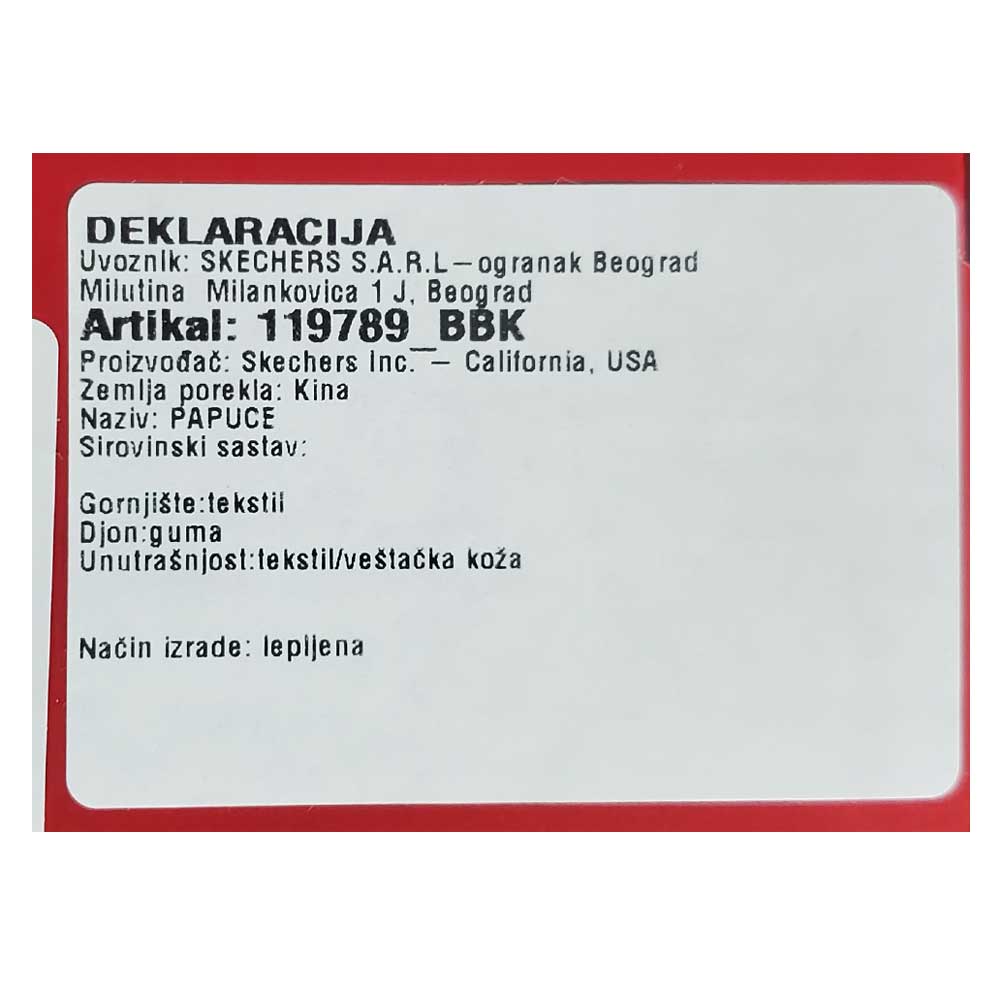 DEKLARACIJA
Uvoznik: SKECHERS S.A.R.L–ogranak Beograd
Milutina Milankovica 1 J, Beograd
Artikal: 119789_BBK
Proizvođač: Skechers Inc. – California, USA
Zemlja porekla: Kina
Naziv: PAPUCE
Sirovinski sastav:
Gornjište:tekstil
Djon:guma
Unutrašnjost:tekstil/veštačka koža
Način izrade: lepljena